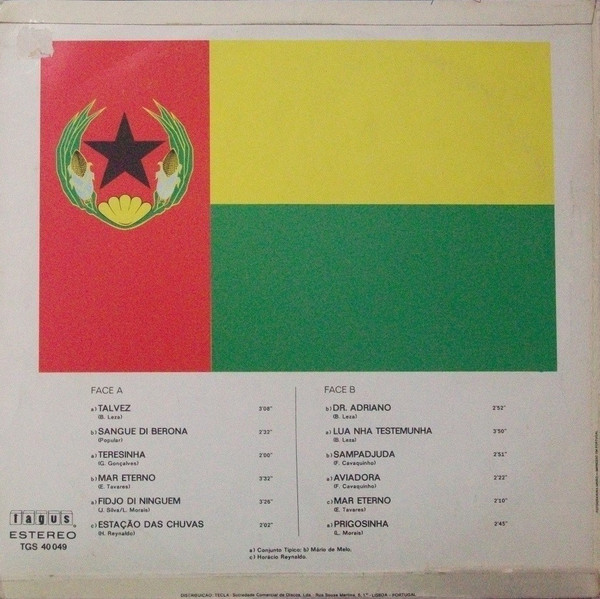 FACE A
a) TALVEZ 3'08"
(B. Leza)
b) SANGUE DI BERONA 2'32"
(Popular)
a) TERESINHA 2'00"
(G. Gonçalves)
b) MAR ETERNO 3'32"
(E. Tavares)
a) FIDJO DI NINGUEM 3'26"
(J. Silva/L. Morais)
c) ESTAÇÃO DAS CHUVAS 2'02"
(H. Reynaldo)
FACE B
b) DR. ADRIANO 2'52"
(B. Leza)
a) LUA NHA TESTEMUNHA 3'50"
(B. Leza)
b) SAMPADJUDA 2'51"
(F. Cavaquinho)
a) AVIADORA 2'22"
(F. Cavaquinho)
c) MAR ETERNO 2'10"
(E. Tavares)
a) PRIGOSINHA 2'45"
(L. Morais)
a) Conjunto Típico; b) Mário de Melo,
c) Horácio Reynaldo.
fagus
ESTEREO
TGS 40 049
DISTRIBUIÇÃO: TECLA - Sociedade Comercial de Discos, Lda. - Rua Sousa Martins, 5, 1.º - LISBOA - PORTUGAL